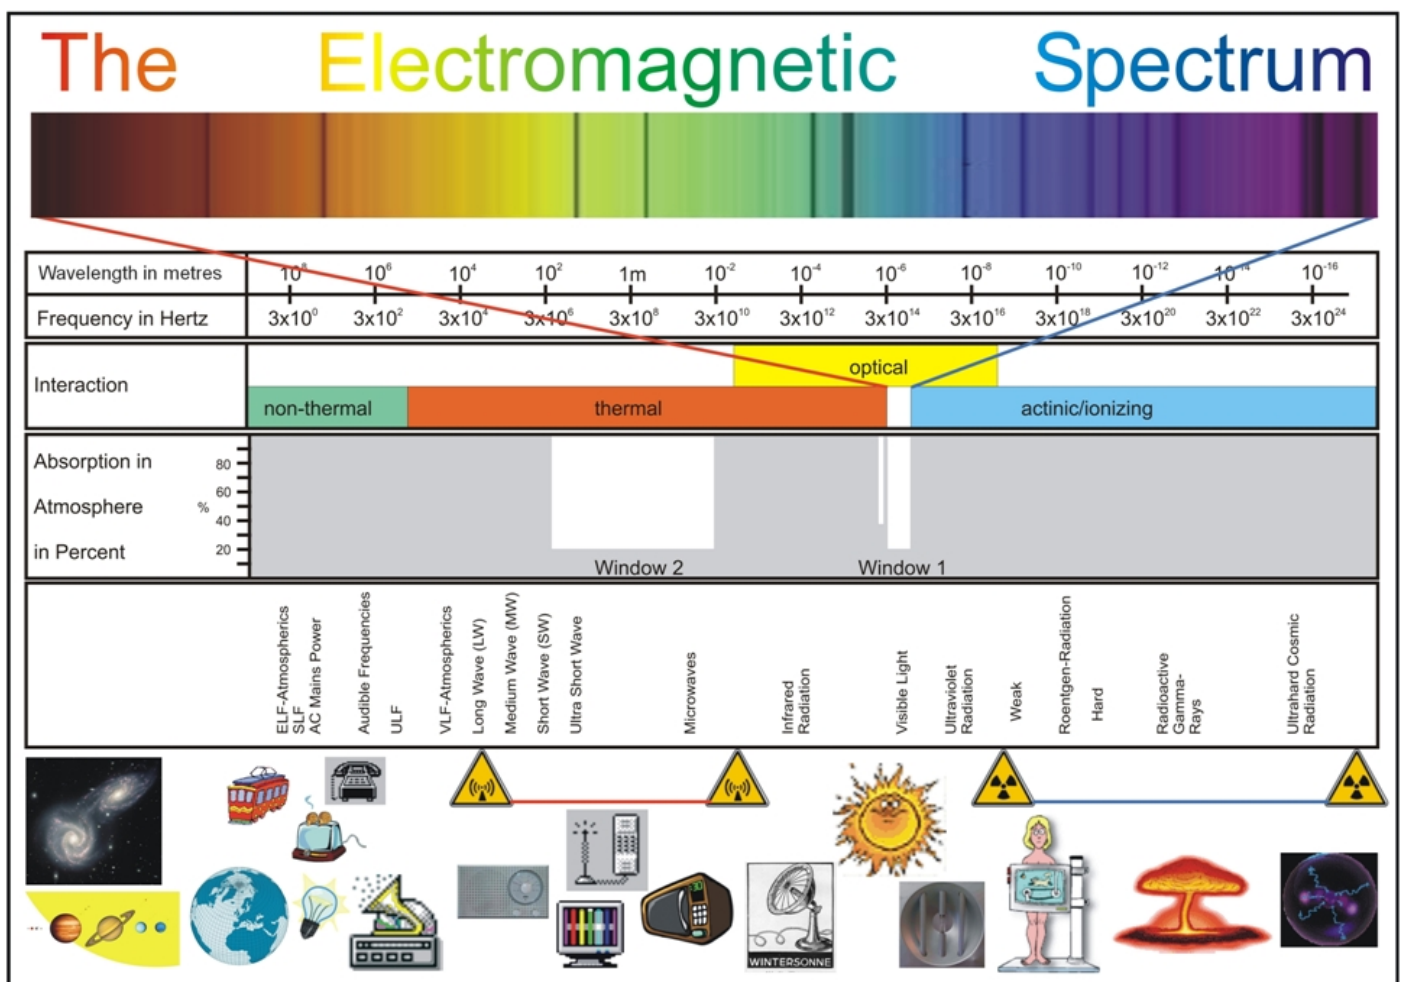 The Electromagnetic Spectrum
Wavelength in metres 10⁸ 10⁶ 10⁴ 10² 1m 10⁻² 10⁻⁴ 10⁻⁶ 10⁻⁸ 10⁻¹⁰ 10⁻¹² 10⁻¹⁴ 10⁻¹⁶
Frequency in Hertz 3x10⁰ 3x10² 3x10⁴ 3x10⁶ 3x10⁸ 3x10¹⁰ 3x10¹² 3x10¹⁴ 3x10¹⁶ 3x10¹⁸ 3x10²⁰ 3x10²² 3x10²⁴
Interaction
optical
non-thermal thermal actinic/ionizing
Absorption in
Atmosphere
in Percent
%
80
60
40
20
Window 2 Window 1
ELF-Atmospherics
SLF
AC Mains Power
Audible Frequencies
ULF
VLF-Atmospherics
Long Wave (LW)
Medium Wave (MW)
Short Wave (SW)
Ultra Short Wave
Microwaves
Infrared
Radiation
Visible Light
Ultraviolet
Radiation
Weak
Roentgen-Radiation
Hard
Radioactive
Gamma-
Rays
Ultrahard Cosmic
Radiation
WINTERSONNE